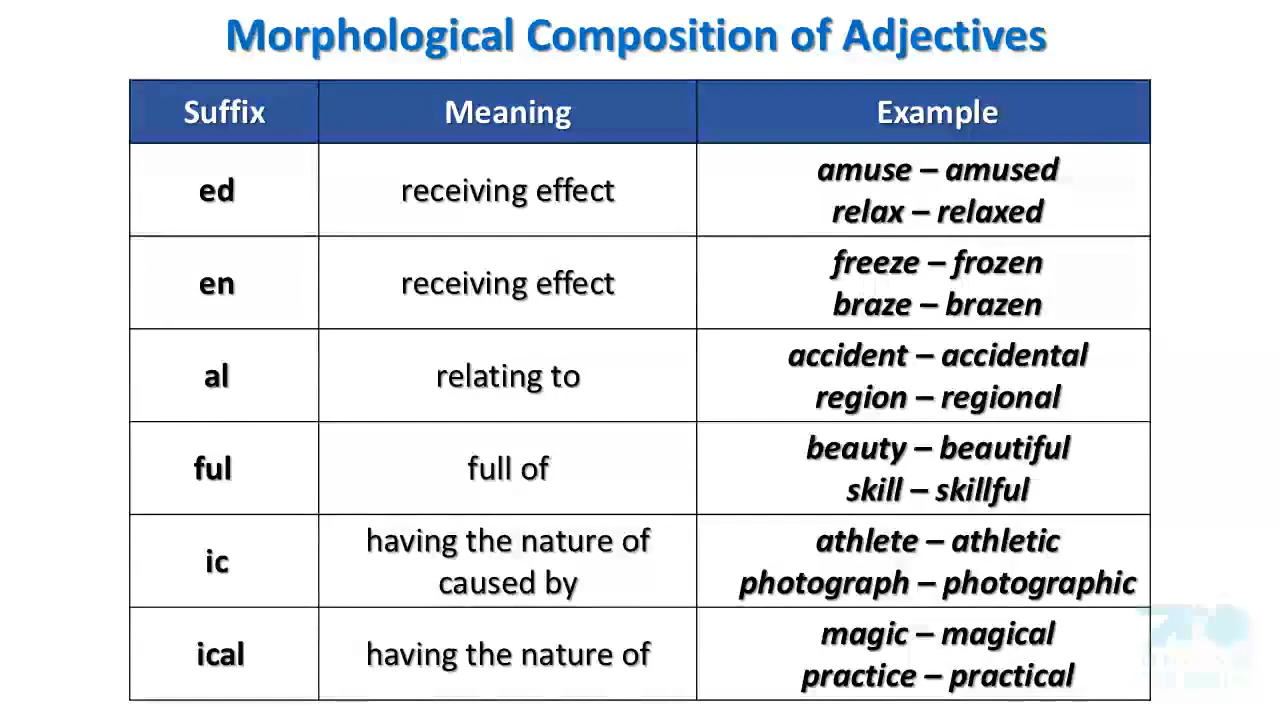 Morphological Composition of Adjectives
Suffix Meaning Example
ed receiving effect amuse – amused
relax – relaxed
en receiving effect freeze – frozen
braze – brazen
al relating to accident – accidental
region – regional
ful full of beauty – beautiful
skill – skillful
ic having the nature of athlete – athletic
caused by photograph – photographic
ical having the nature of magic – magical
practice – practical